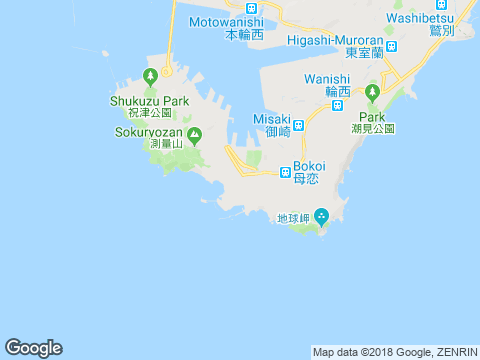 Motowanishi
本輪西
Washibetsu
鷲別
Higashi-Muroran
東室蘭
Wanishi
輪西
Shukuzu Park
祝津公園
Park
潮見公園
Misaki
御崎
Sokuryozan
測量山
Bokoi
母恋
地球岬
Google
Google
Map data ©2018 Google, ZENRIN